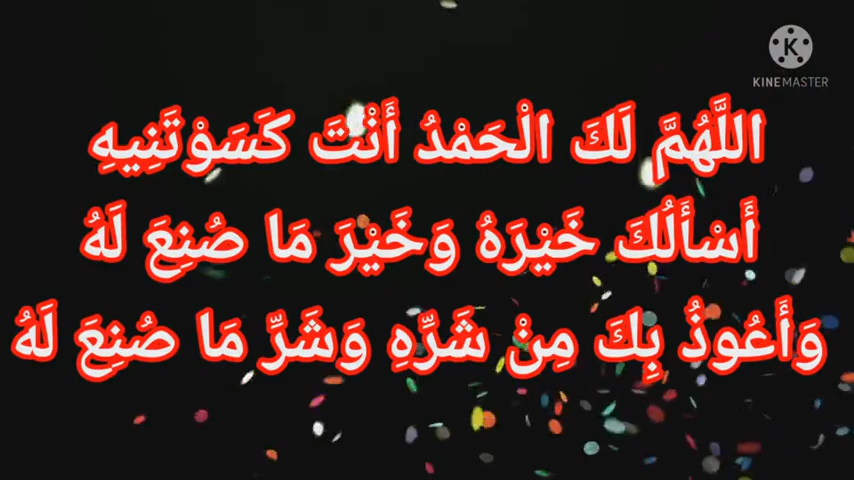 KINEMASTER
اللَّهُمَّ لَكَ الْحَمْدُ أَنْتَ كَسَوْتَنِيهِ
أَسْأَلُكَ خَيْرَهُ وَخَيْرَ مَا صُنِعَ لَهُ
وَأَعُوذُ بِكَ مِنْ شَرِّهِ وَشَرِّ مَا صُنِعَ لَهُ